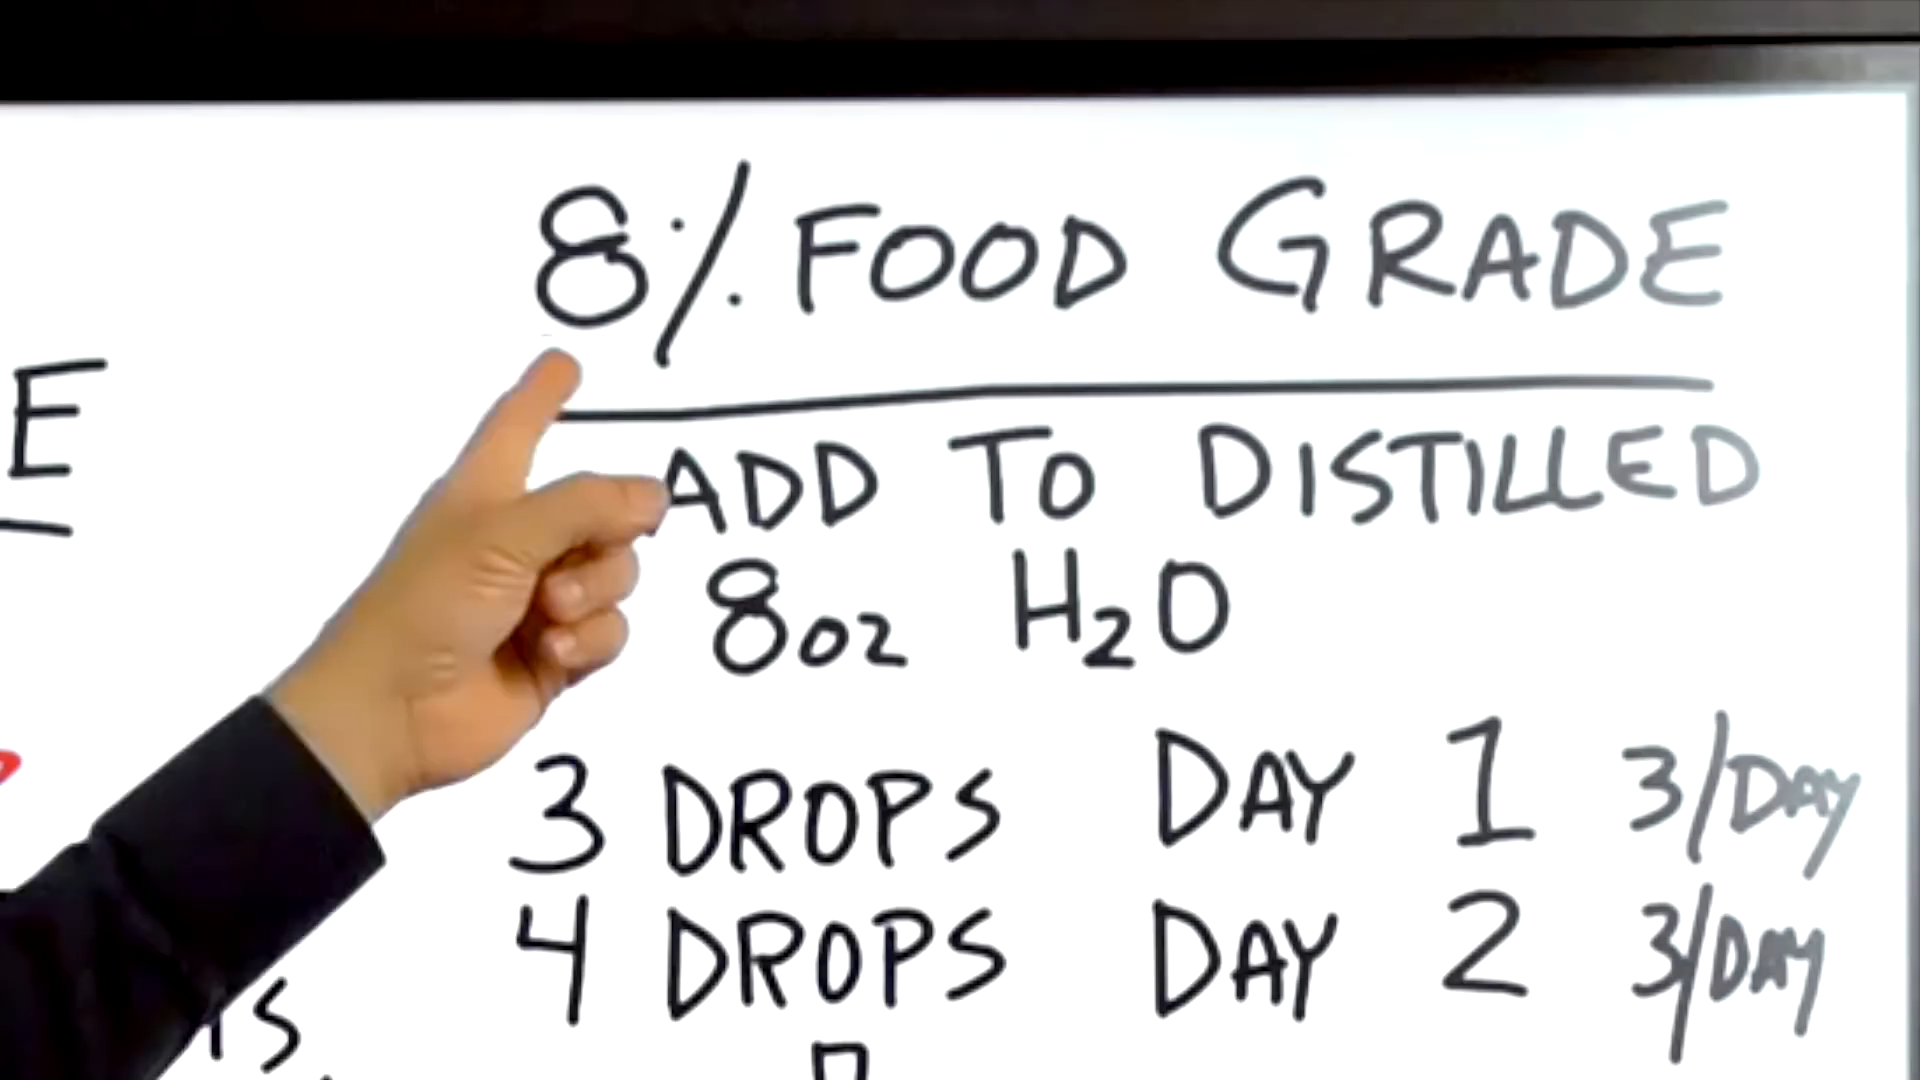 8% FOOD GRADE
E
ADD TO DISTILLED
8oz H2O
3 DROPS DAY 1 3/DAY
4 DROPS DAY 2 3/DAY